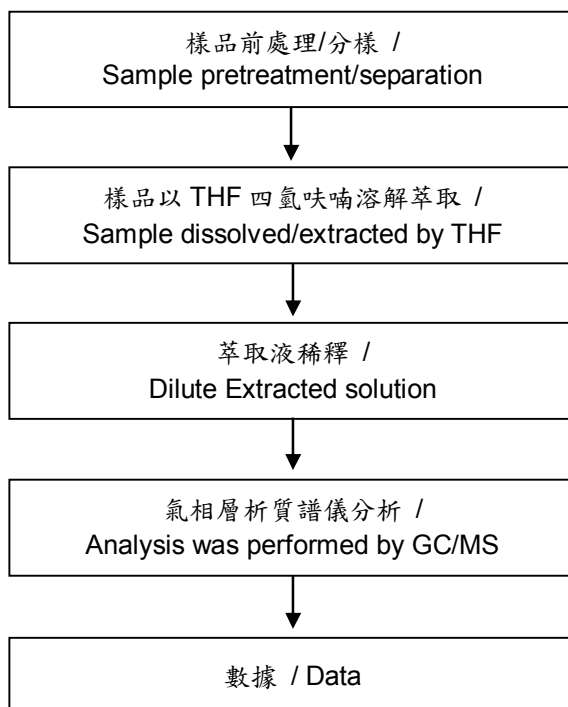 樣品前處理/分樣 /
Sample pretreatment/separation
樣品以 THF 四氫呋喃溶解萃取 /
Sample dissolved/extracted by THF
萃取液稀釋 /
Dilute Extracted solution
氣相層析質譜儀分析 /
Analysis was performed by GC/MS
數據 / Data